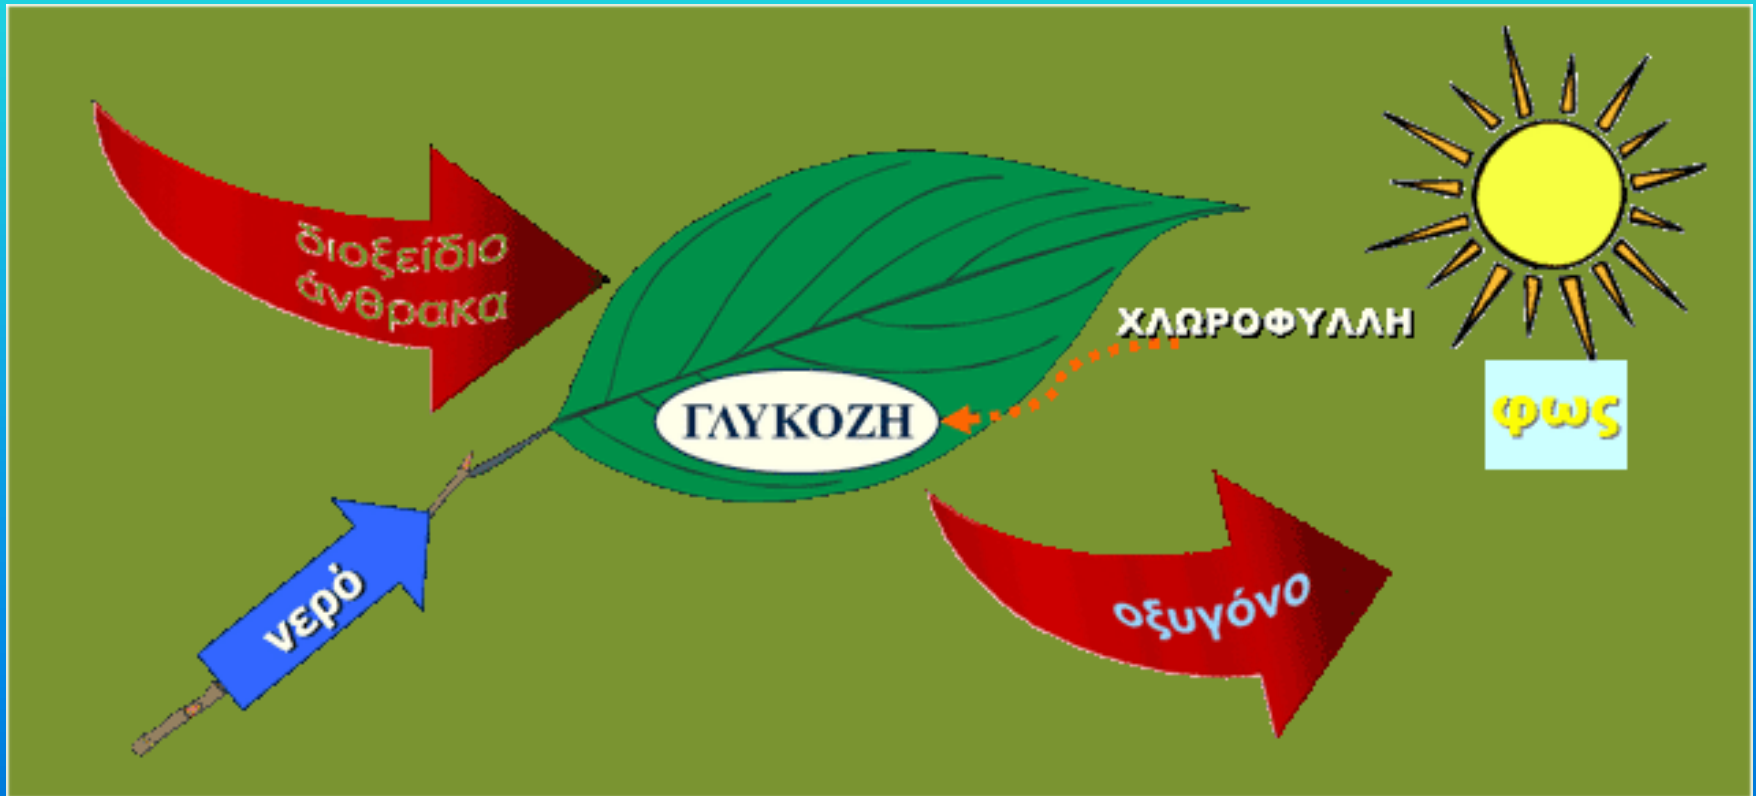 διοξείδιο
άνθρακα
ΧΛΩΡΟΦΥΛΛΗ
ΓΛΥΚΟΖΗ
φως
νερό
οξυγόνο